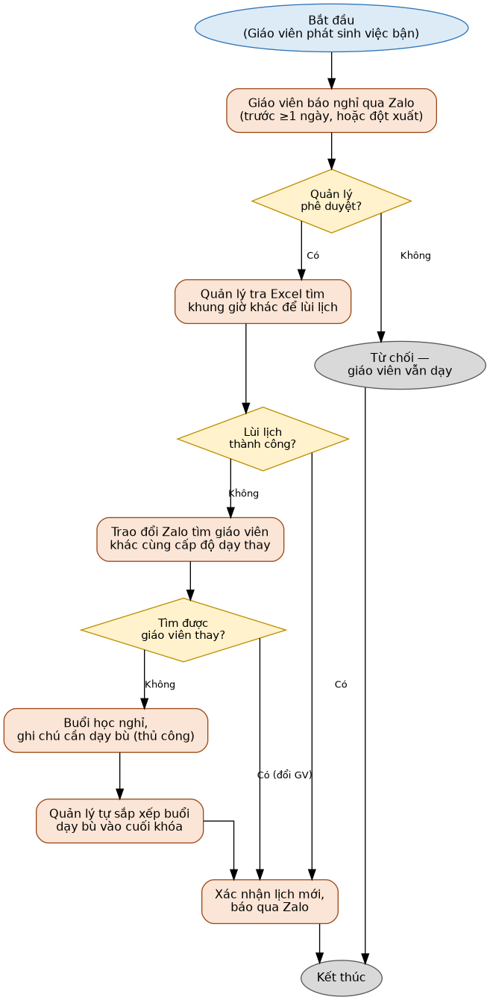 Bắt đầu
(Giáo viên phát sinh việc bận)
Giáo viên báo nghỉ qua Zalo
(trước ≥1 ngày, hoặc đột xuất)
Quản lý
phê duyệt?
Có
Không
Quản lý tra Excel tìm
khung giờ khác để lùi lịch
Từ chối —
giáo viên vẫn dạy
Lùi lịch
thành công?
Không
Trao đổi Zalo tìm giáo viên
khác cùng cấp độ dạy thay
Tìm được
giáo viên thay?
Không
Có
Buổi học nghỉ,
ghi chú cần dạy bù (thủ công)
Có (đổi GV)
Quản lý tự sắp xếp buổi
dạy bù vào cuối khóa
Xác nhận lịch mới,
báo qua Zalo
Kết thúc